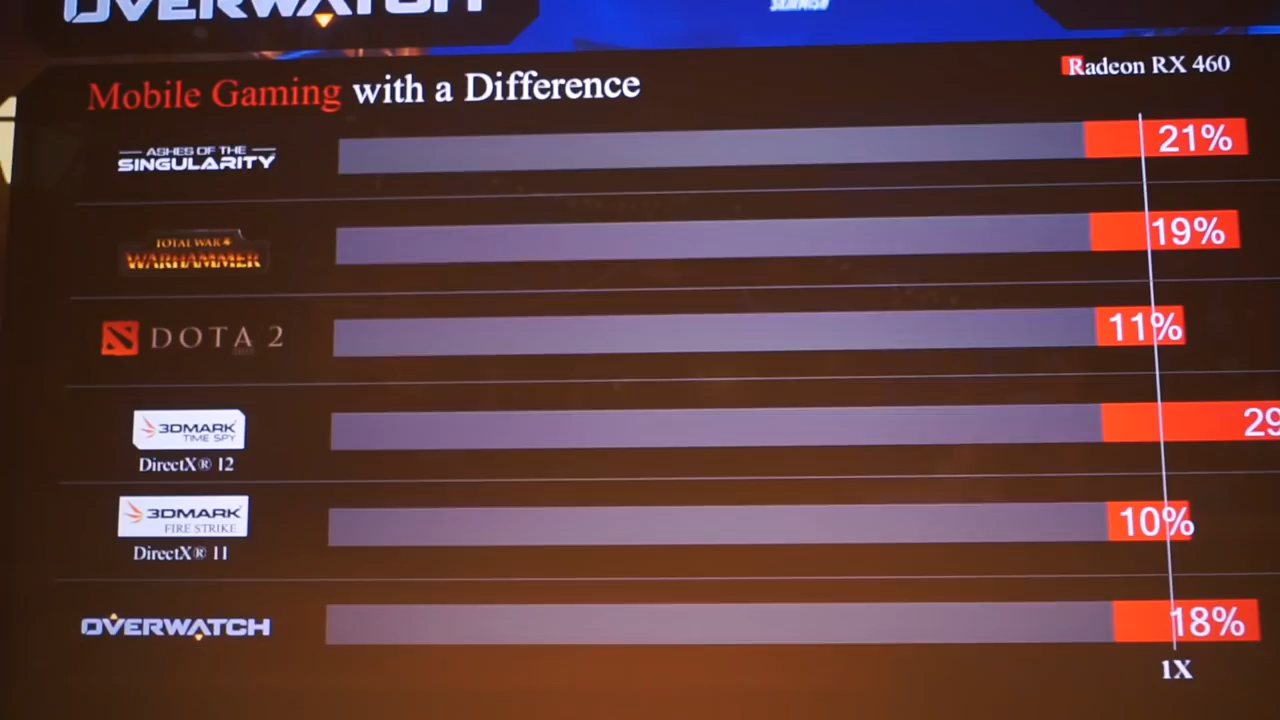 OVERWATCH
SKIRMISH
Mobile Gaming with a Difference
Radeon RX 460
ASHES OF THE
SINGULARITY
21%
TOTAL WAR
WARHAMMER
19%
DOTA 2
11%
3DMARK
TIME SPY
DirectX® 12
29
3DMARK
FIRE STRIKE
DirectX® 11
10%
OVERWATCH
18%
1X